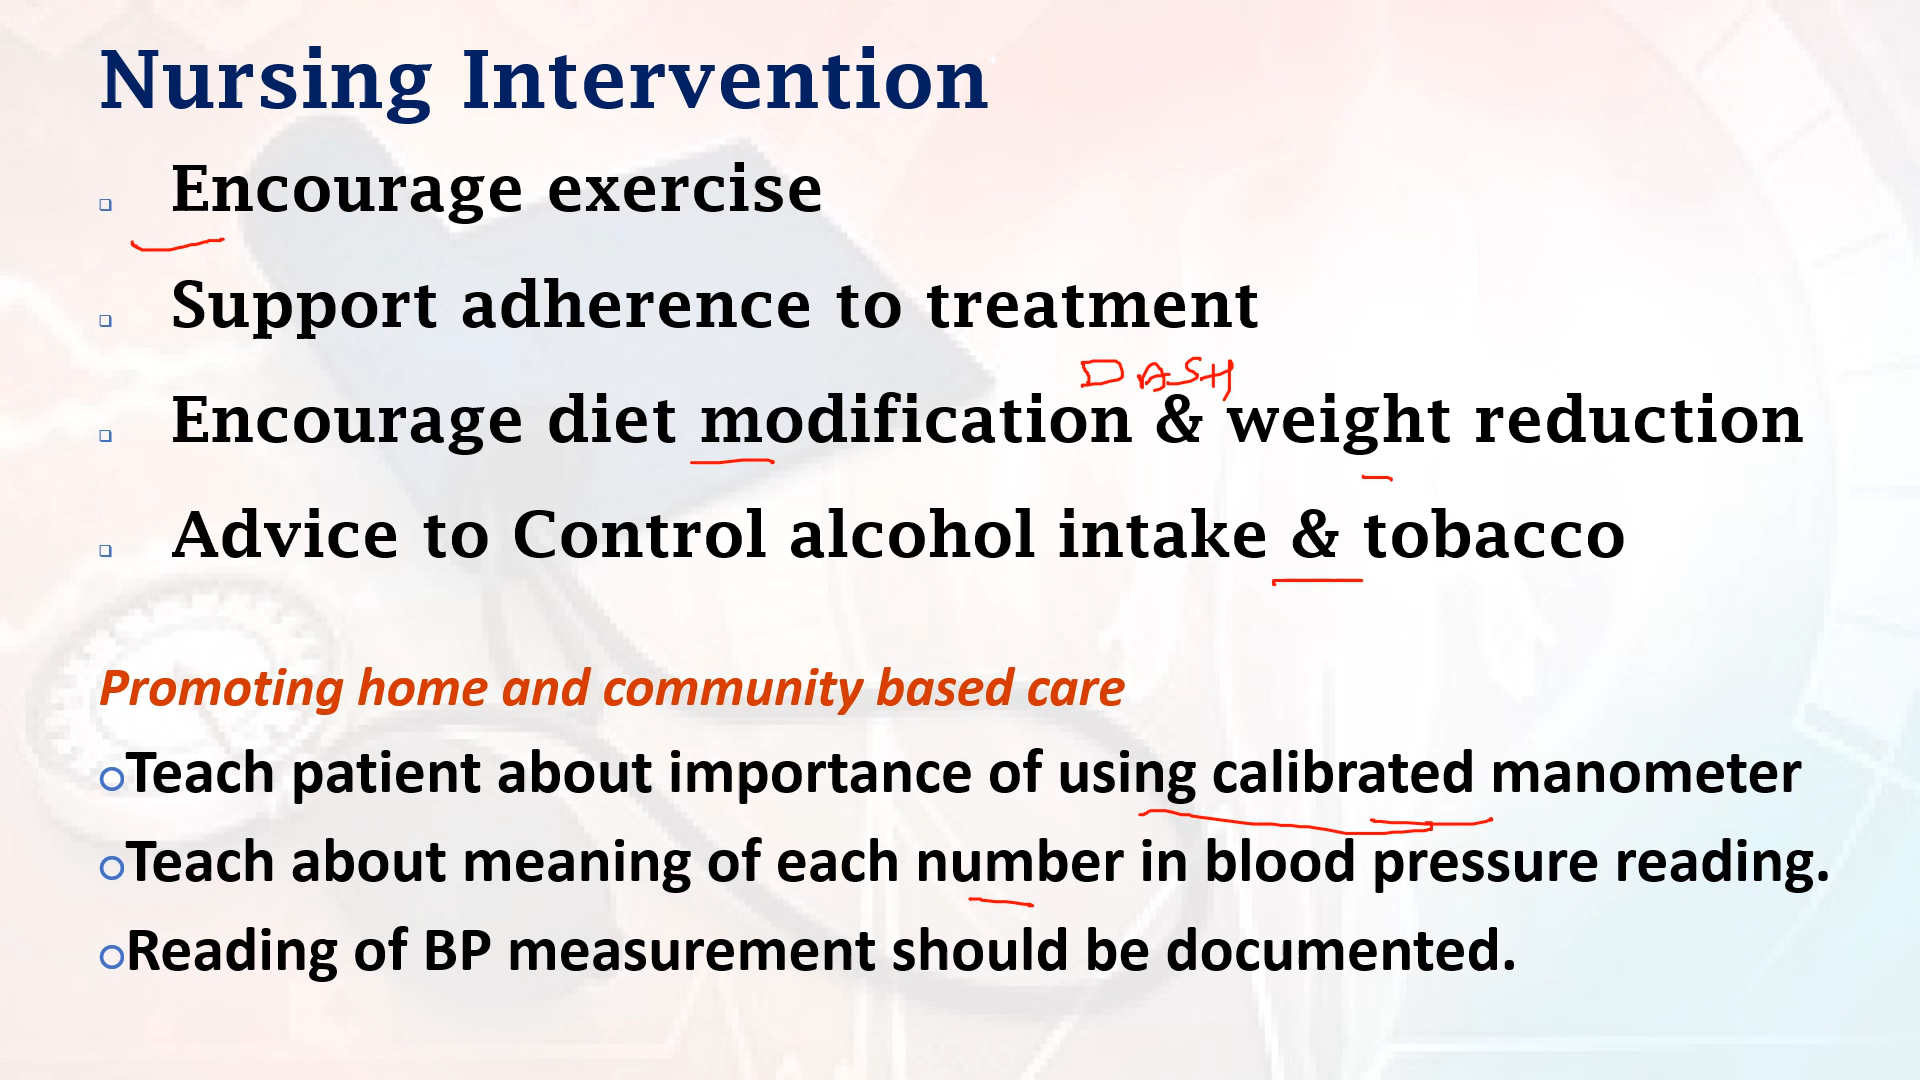 Nursing Intervention
Encourage exercise
Support adherence to treatment
DASH
Encourage diet modification & weight reduction
Advice to Control alcohol intake & tobacco
Promoting home and community based care
Teach patient about importance of using calibrated manometer
Teach about meaning of each number in blood pressure reading.
Reading of BP measurement should be documented.